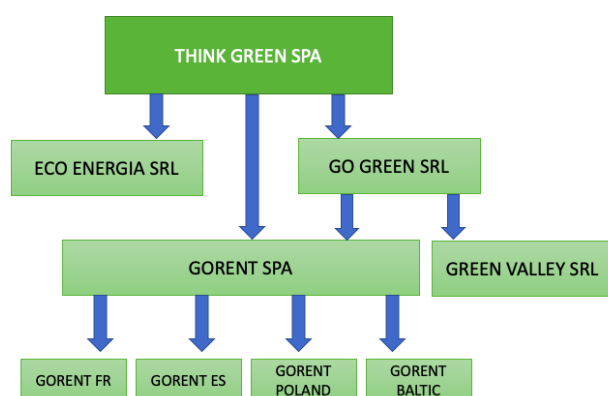 THINK GREEN SPA
ECO ENERGIA SRL
GO GREEN SRL
GORENT SPA
GREEN VALLEY SRL
GORENT FR
GORENT ES
GORENT
POLAND
GORENT
BALTIC